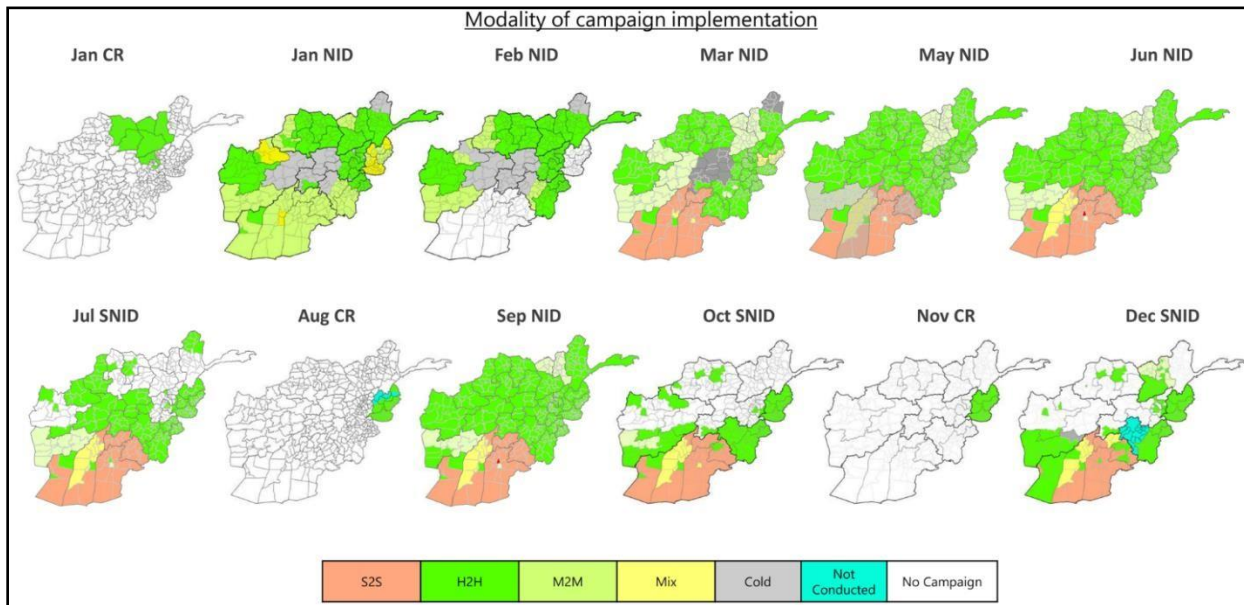 Modality of campaign implementation
Jan CR
Jan NID
Feb NID
Mar NID
May NID
Jun NID
Jul SNID
Aug CR
Sep NID
Oct SNID
Nov CR
Dec SNID
S2S
H2H
M2M
Mix
Cold
Not
Conducted
No Campaign